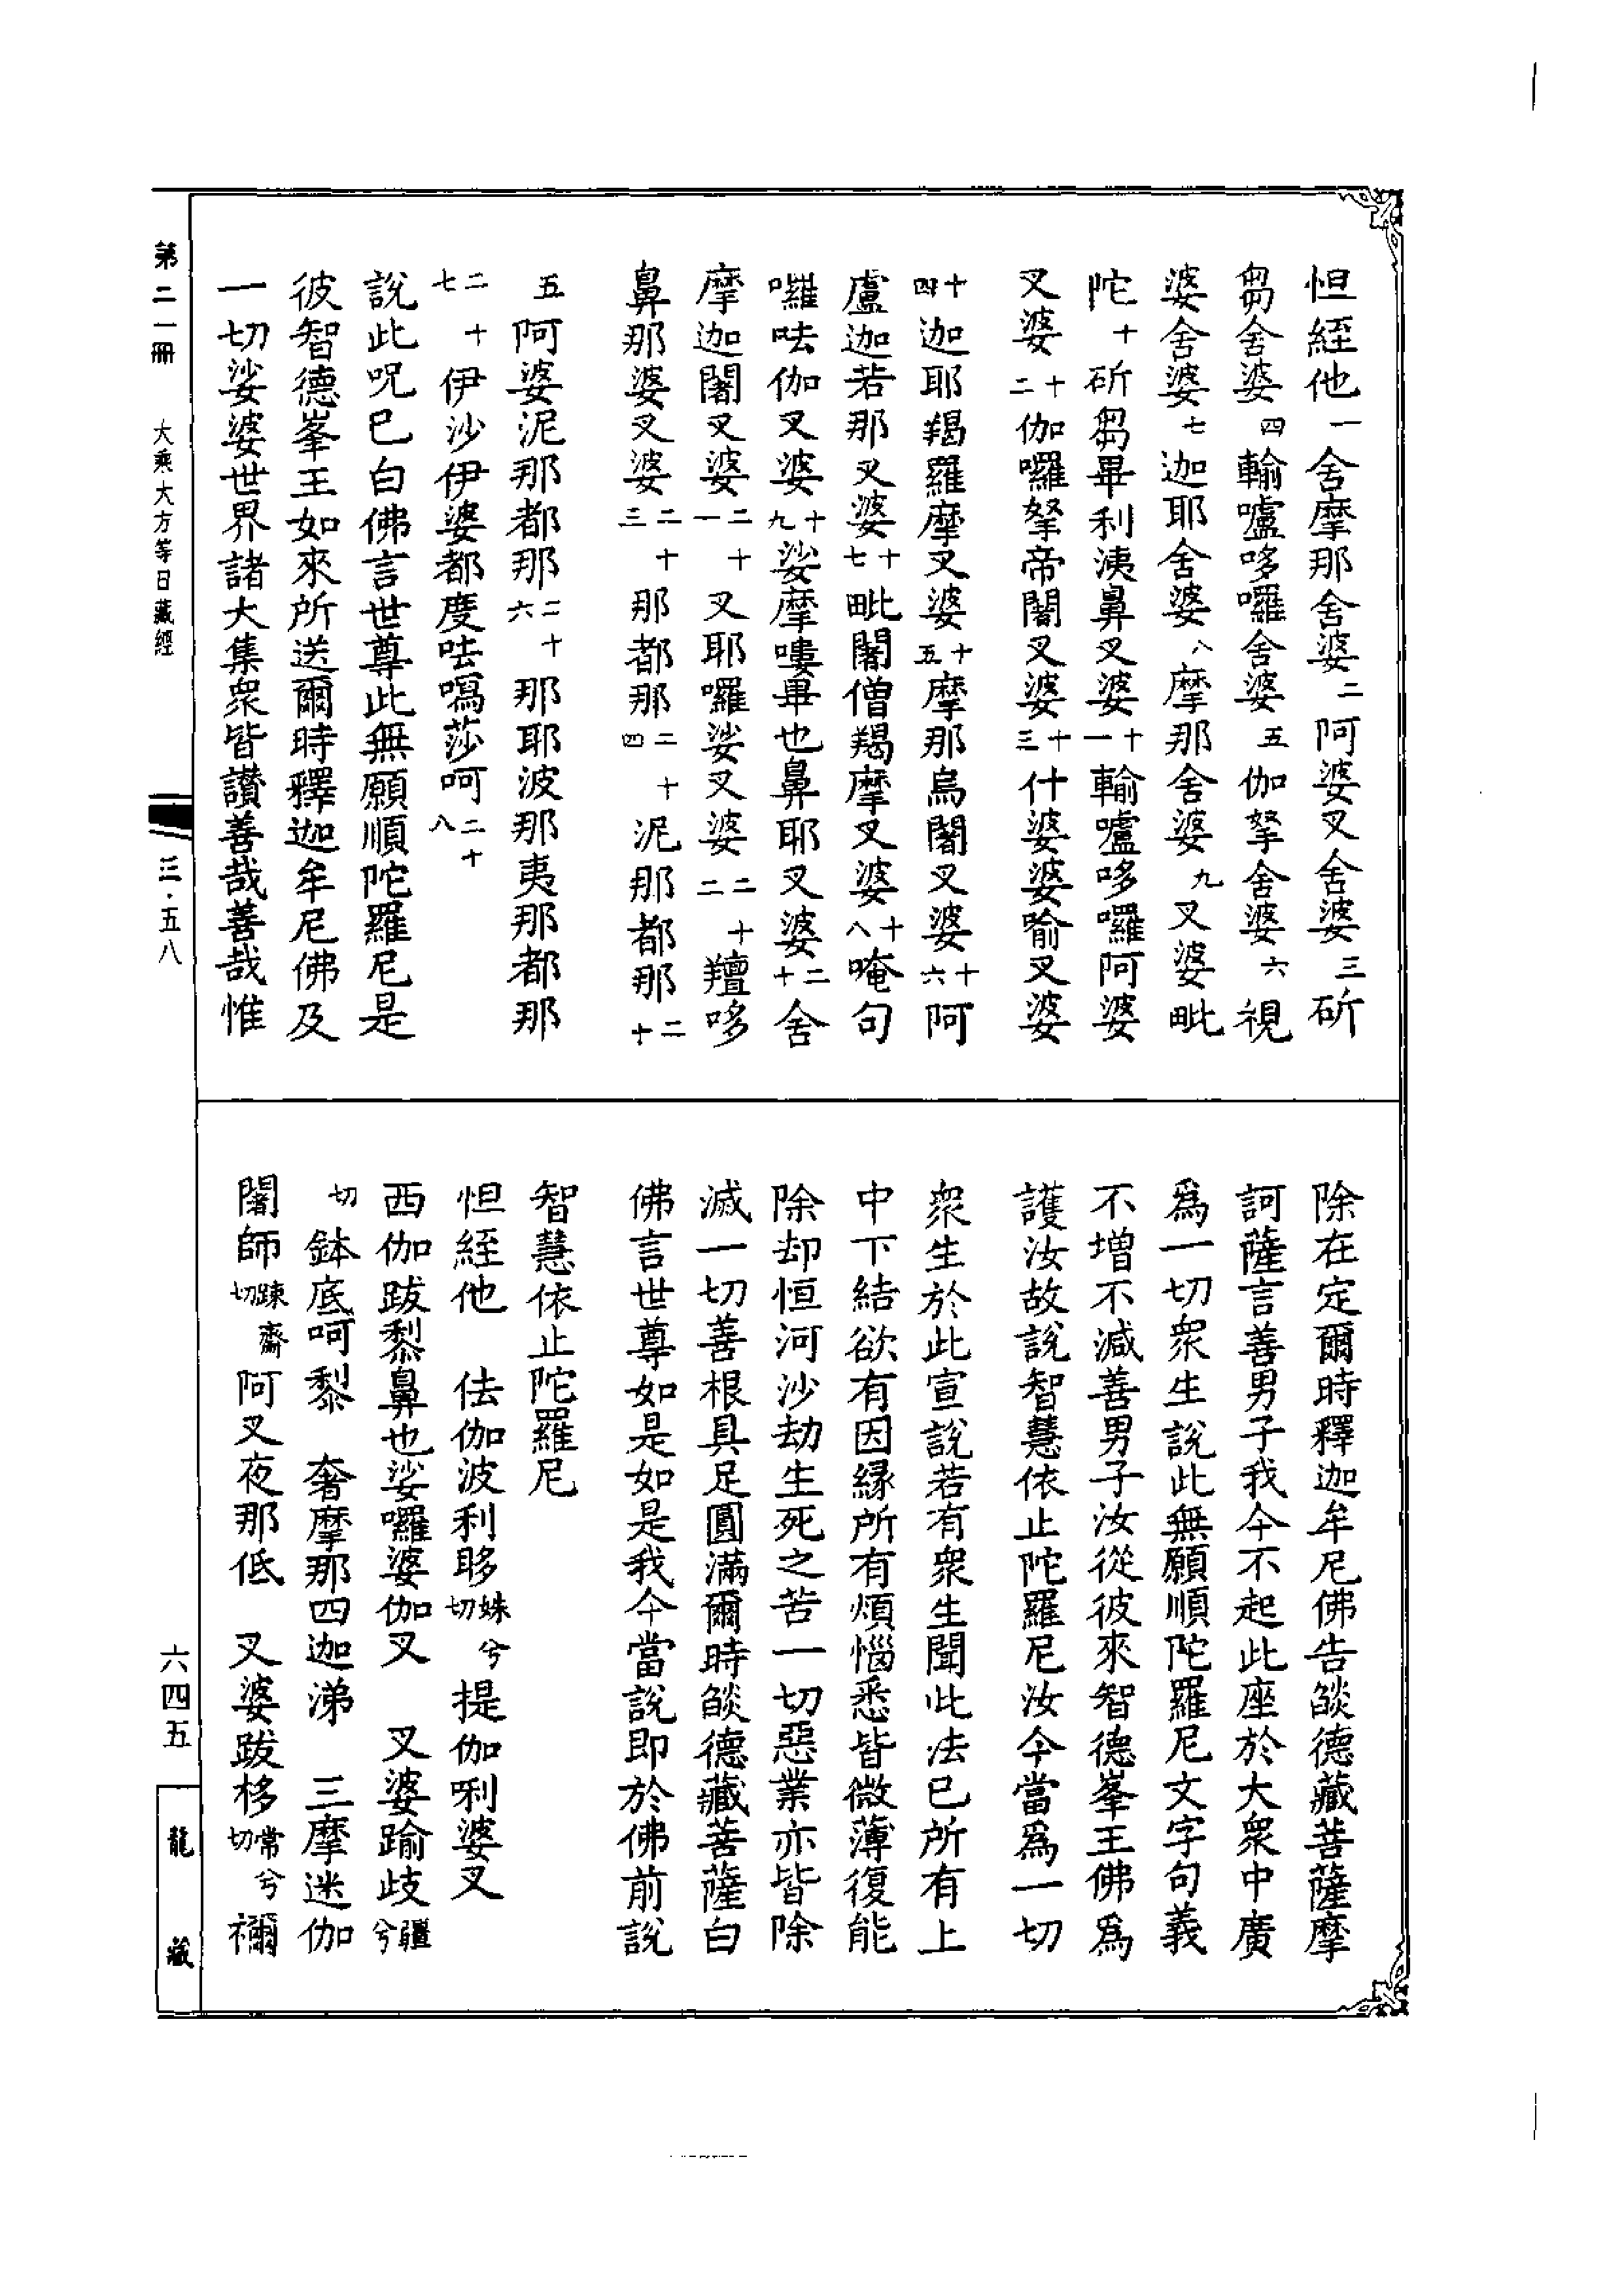 怛絰他一舍摩那舍婆二阿婆叉舍婆三斫
芻舍婆四輸嚧哆囉舍婆五伽拏舍婆六視
婆舍婆七迦耶舍婆八摩那舍婆九叉婆毗
陀十斫芻畢利洟鼻叉婆十一輸嚧哆囉阿婆
叉婆十二伽囉拏帝闍叉婆十三什婆婆喻叉婆
十四迦耶羯羅摩叉婆十五摩那烏闍叉婆十六阿
盧迦若那叉婆十七毗闍僧羯摩叉婆十八唵句
囉呿伽叉婆十九娑摩嘍畢也鼻耶叉婆二十舍
摩迦闍叉婆二十一叉耶囉娑叉婆二十二羶哆
鼻那婆叉婆二十三那都那二十四泥那都那二十
五阿婆泥那都那二十六那耶波那夷那都那
二十七伊沙伊婆都度呿嗚莎呵二十八
說此呪已白佛言世尊此無願順陀羅尼是
彼智德峯王如來所送爾時釋迦牟尼佛及
一切娑婆世界諸大集衆皆讚善哉善哉惟
除在定爾時釋迦牟尼佛告燄德藏菩薩摩
訶薩言善男子我今不起此座於大衆中廣
爲一切衆生說此無願順陀羅尼文字句義
不增不減善男子汝從彼來智德峯王佛爲
護汝故說智慧依止陀羅尼汝今當爲一切
衆生於此宣說若有衆生聞此法已所有上
中下結欲有因緣所有煩惱悉皆微薄復能
除却恒河沙劫生死之苦一切惡業亦皆除
滅一切善根具足圓滿爾時燄德藏菩薩白
佛言世尊如是如是我今當說即於佛前說
智慧依止陀羅尼
怛絰他　佉伽波利眵姝兮切提伽唎婆叉
西伽跋黎鼻也娑囉婆伽叉　叉婆踰歧疆兮
切鉢底呵黎　奢摩那四迦涕　三摩迷伽
闍師踈齋切阿叉夜那低　叉婆跋栘常兮切禰
第二一冊　大乘大方等日藏經　三·五八　六四五　龍藏